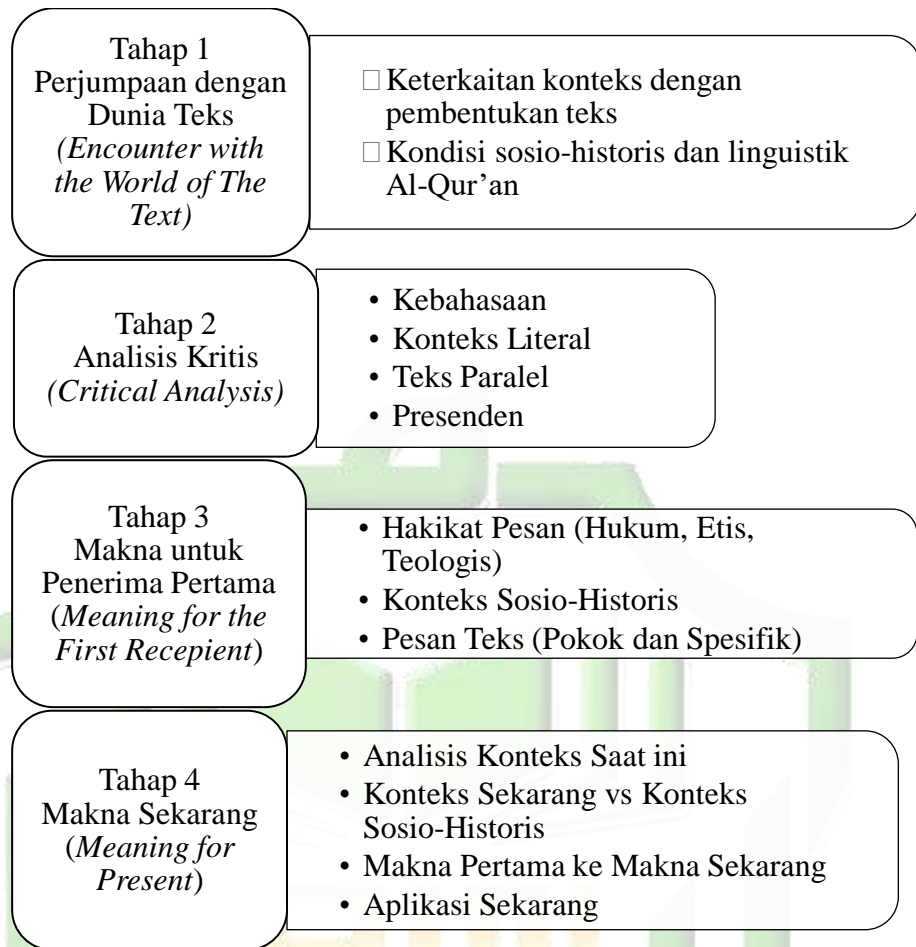 Tahap 1
Perjumpaan dengan
Dunia Teks
(Encounter with
the World of The
Text)
□ Keterkaitan konteks dengan
pembentukan teks
□ Kondisi sosio-historis dan linguistik
Al-Qur’an
Tahap 2
Analisis Kritis
(Critical Analysis)
• Kebahasaan
• Konteks Literal
• Teks Paralel
• Presenden
Tahap 3
Makna untuk
Penerima Pertama
(Meaning for the
First Recepient)
• Hakikat Pesan (Hukum, Etis,
Teologis)
• Konteks Sosio-Historis
• Pesan Teks (Pokok dan Spesifik)
Tahap 4
Makna Sekarang
(Meaning for
Present)
• Analisis Konteks Saat ini
• Konteks Sekarang vs Konteks
Sosio-Historis
• Makna Pertama ke Makna Sekarang
• Aplikasi Sekarang